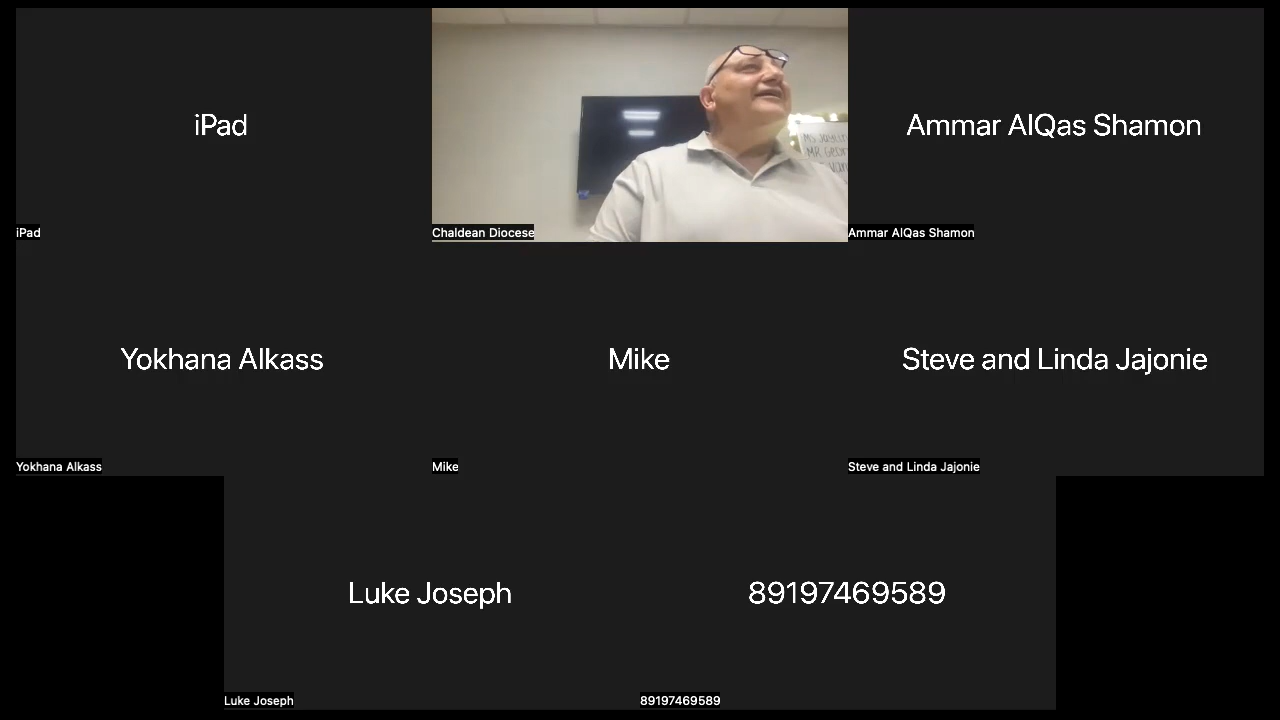 iPad
iPad
Chaldean Diocese
Ammar AlQas Shamon
Ammar AlQas Shamon
Yokhana Alkass
Yokhana Alkass
Mike
Mike
Steve and Linda Jajonie
Steve and Linda Jajonie
Luke Joseph
Luke Joseph
89197469589
89197469589